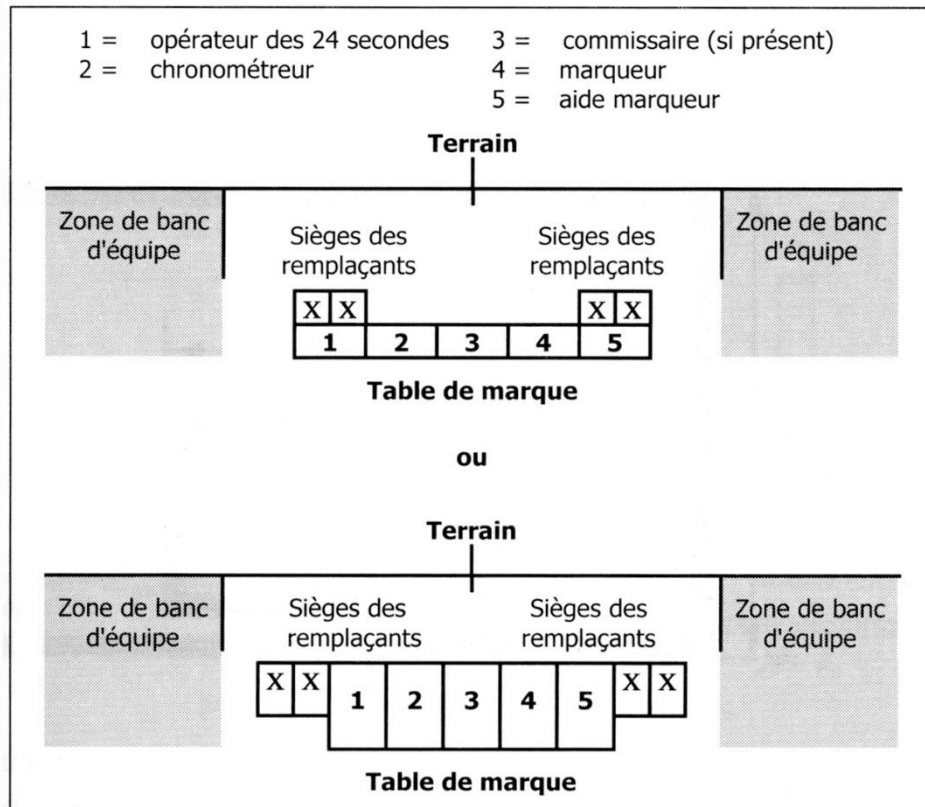 1 = opérateur des 24 secondes 3 = commissaire (si présent)
2 = chronométreur 4 = marqueur
5 = aide marqueur
Terrain
Zone de banc
d'équipe
Sièges des
remplaçants
Sièges des
remplaçants
Zone de banc
d'équipe
X X X X
1 2 3 4 5
Table de marque
ou
Terrain
Zone de banc
d'équipe
Sièges des
remplaçants
Sièges des
remplaçants
Zone de banc
d'équipe
X X 1 2 3 4 5 X X
Table de marque